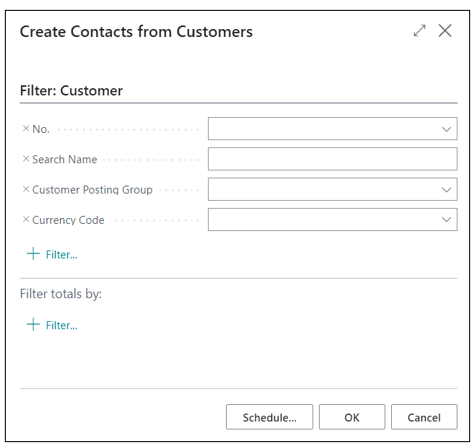 Create Contacts from Customers
Filter: Customer
No.
Search Name
Customer Posting Group
Currency Code
Filter...
Filter totals by:
Filter...
Schedule... OK Cancel